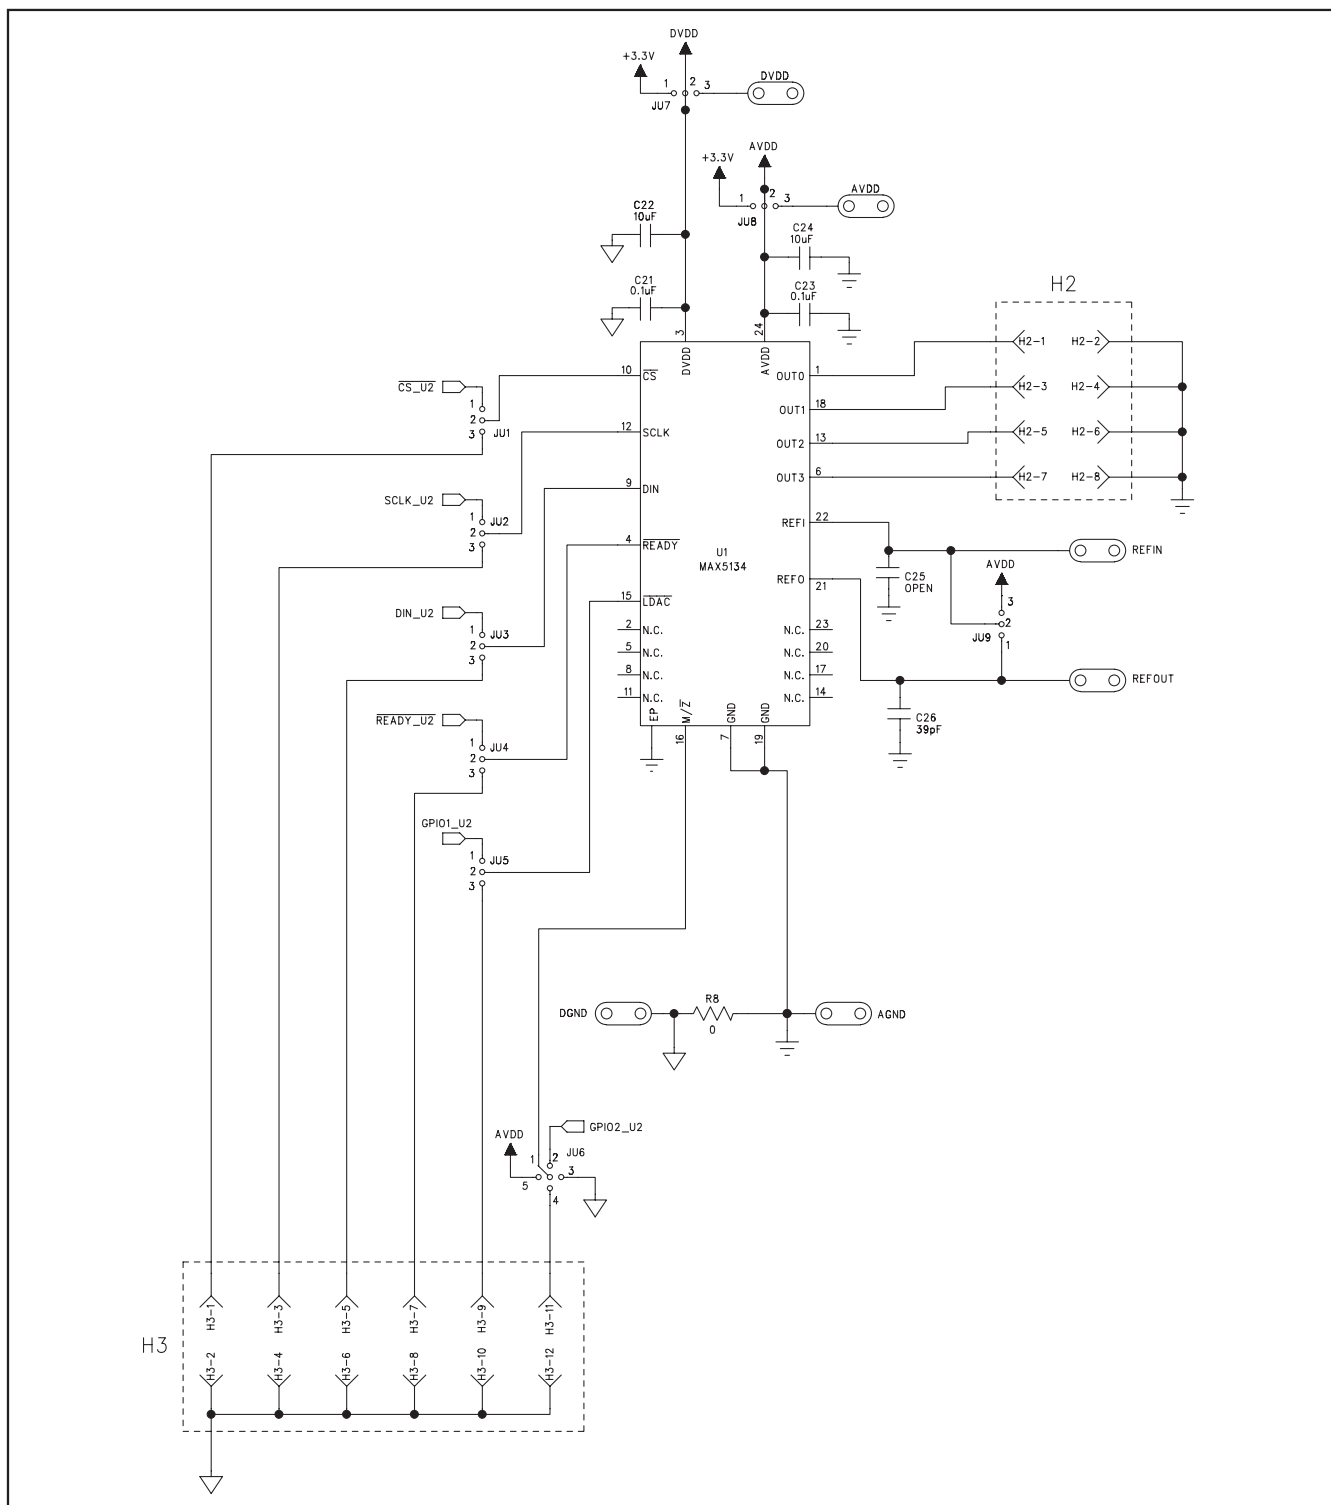 DVDD
+3.3V
1 2 3
DVDD
JU7
AVDD
+3.3V
1 2 3
AVDD
JU8
C22
10uF
C24
10uF
C21
0.1uF
C23
0.1uF
H2
3
24
DVDD
AVDD
H2-1 H2-2
H2-3 H2-4
H2-5 H2-6
H2-7 H2-8
C̅S̅_̅U̅2̅
1
2
3
JU1
10 C̅S̅
OUT0 1
OUT1 18
12 SCLK
OUT2 13
SCLK_U2
1
2
3
JU2
9 DIN
OUT3 6
REFI 22
4 R̅E̅A̅D̅Y̅
U1
MAX5134
REFO 21
REFIN
C25
OPEN
AVDD
3
2
1
JU9
15 L̅D̅A̅C̅
DIN_U2
1
2
3
JU3
2 N.C.
5 N.C.
8 N.C.
11 N.C.
N.C. 23
N.C. 20
N.C. 17
N.C. 14
REFOUT
C26
39pF
EP
M/Z̅
GND
GND
16
7
19
R̅E̅A̅D̅Y̅_̅U̅2̅
1
2
3
JU4
GPIO1_U2
1
2
3
JU5
DGND
R8
0
AGND
GPIO2_U2
AVDD
JU6
1
2
3
4
5
H3
H3-1
H3-3
H3-5
H3-7
H3-9
H3-11
H3-2
H3-4
H3-6
H3-8
H3-10
H3-12